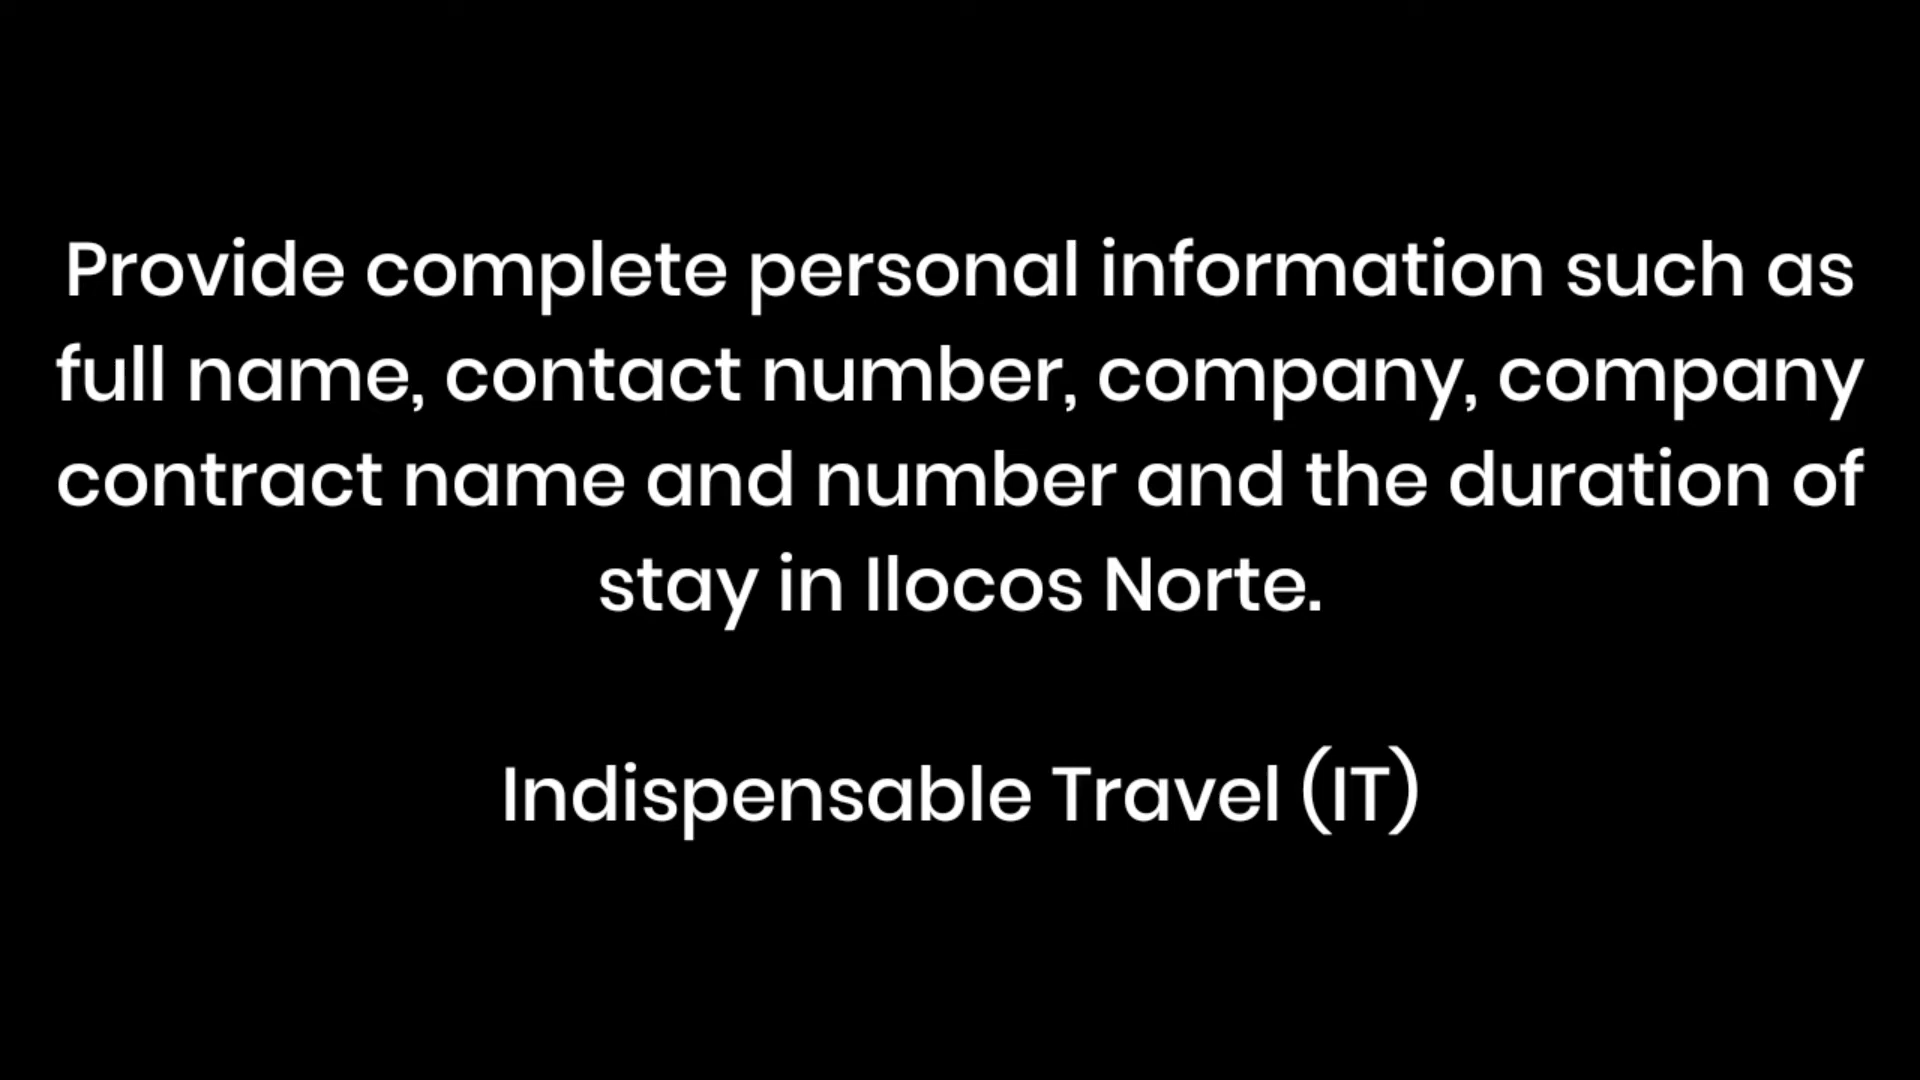 Provide complete personal information such as
full name, contact number, company, company
contract name and number and the duration of
stay in Ilocos Norte.
Indispensable Travel (IT)